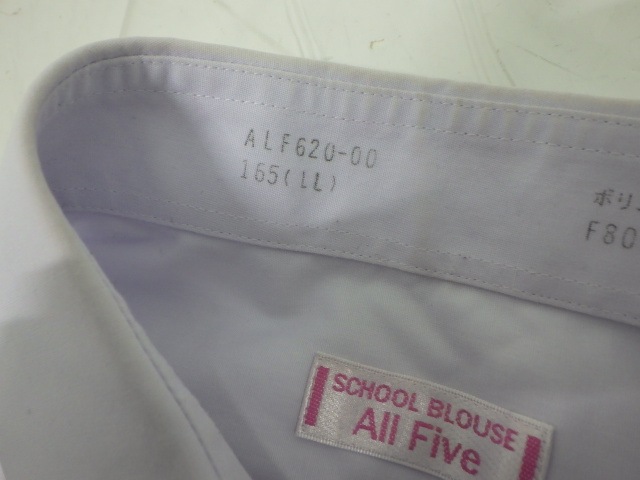 ALF620-00
165(LL)
ポリ
F80
SCHOOL BLOUSE
All Five